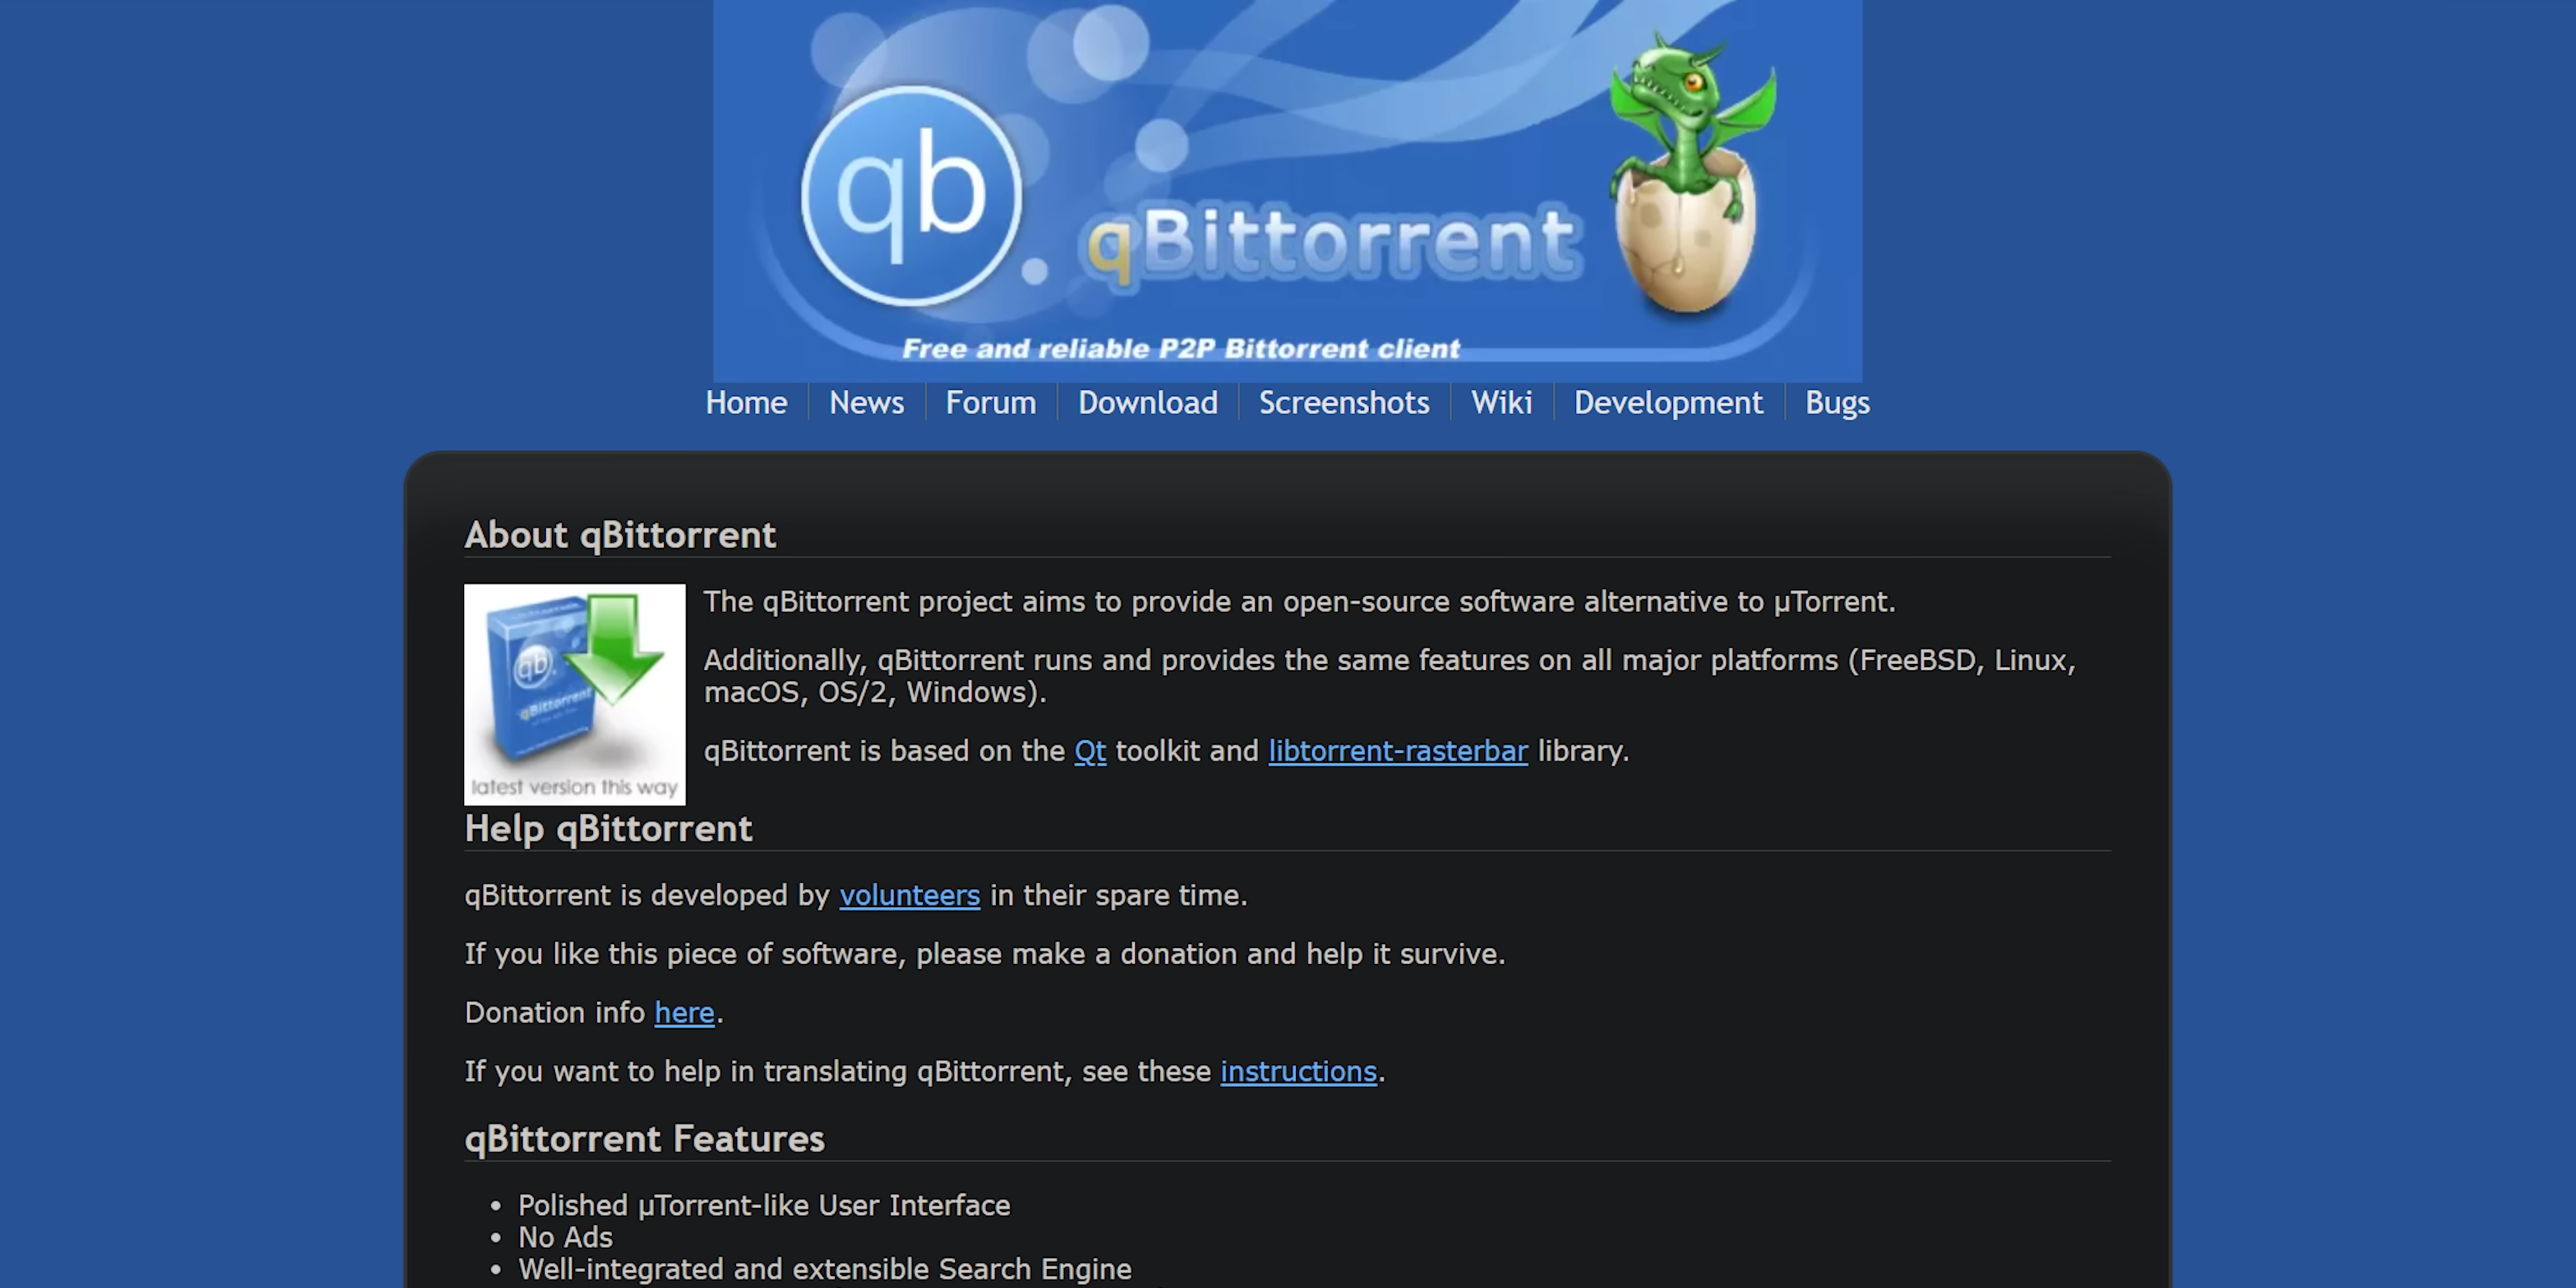 qb
qBittorrent
Free and reliable P2P Bittorrent client
Home News Forum Download Screenshots Wiki Development Bugs
About qBittorrent
The qBittorrent project aims to provide an open-source software alternative to µTorrent.
Additionally, qBittorrent runs and provides the same features on all major platforms (FreeBSD, Linux,
macOS, OS/2, Windows).
qBittorrent is based on the Qt toolkit and libtorrent-rasterbar library.
qb
qBittorrent
latest version this way
Help qBittorrent
qBittorrent is developed by volunteers in their spare time.
If you like this piece of software, please make a donation and help it survive.
Donation info here.
If you want to help in translating qBittorrent, see these instructions.
qBittorrent Features
• Polished µTorrent-like User Interface
• No Ads
• Well-integrated and extensible Search Engine